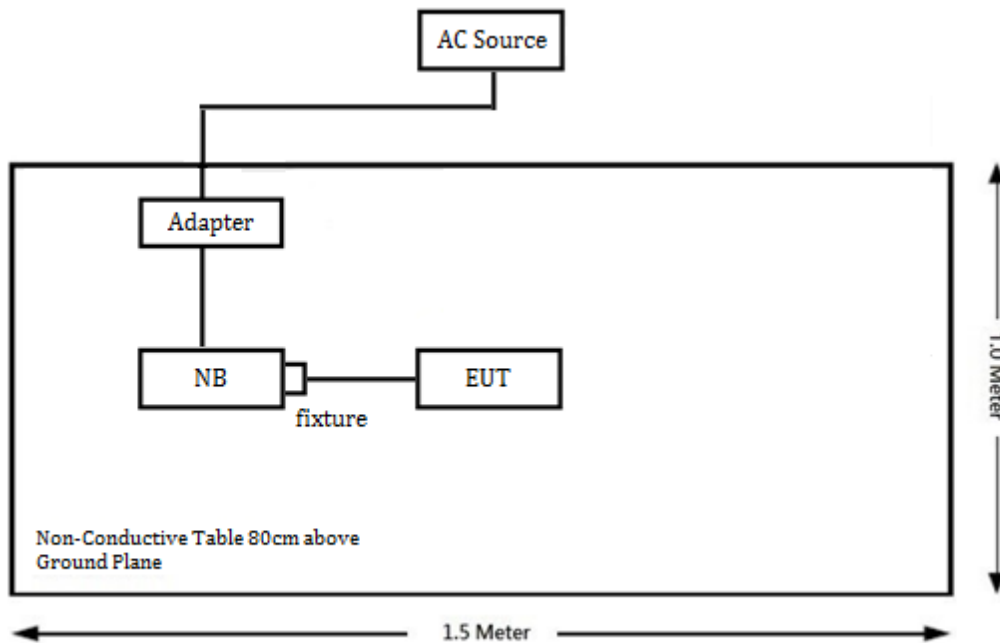 AC Source
Adapter
NB
EUT
fixture
1.0 Meter
Non-Conductive Table 80cm above
Ground Plane
1.5 Meter